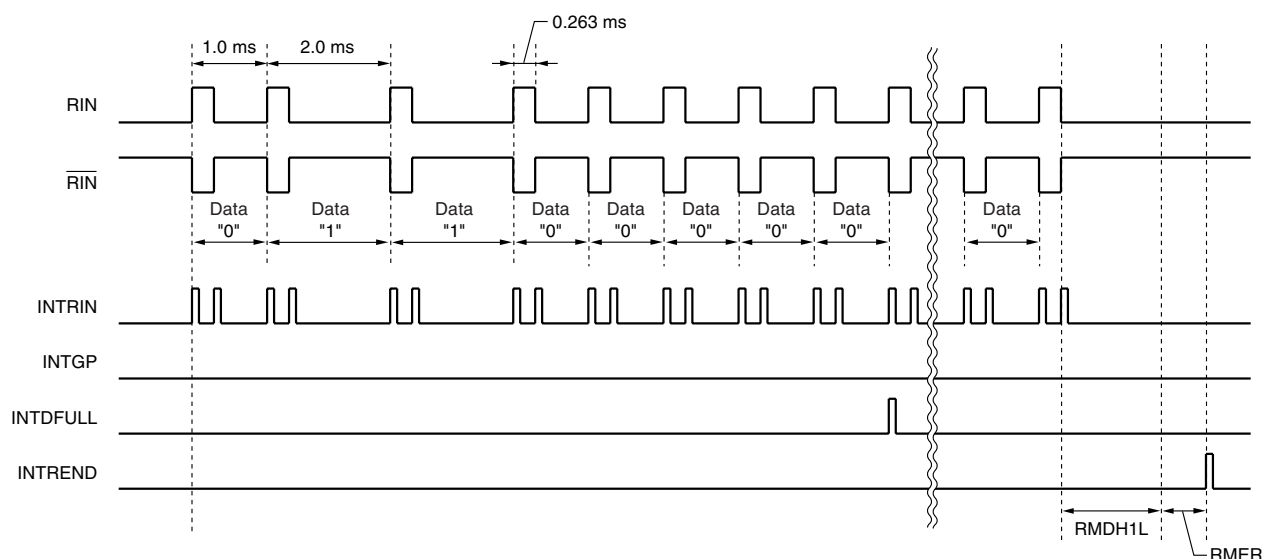 0.263 ms
1.0 ms 2.0 ms
RIN
RIN
Data Data Data Data Data Data Data Data Data
"0" "1" "1" "0" "0" "0" "0" "0" "0"
INTRIN
INTGP
INTDFULL
INTREND
RMDH1L
RMER